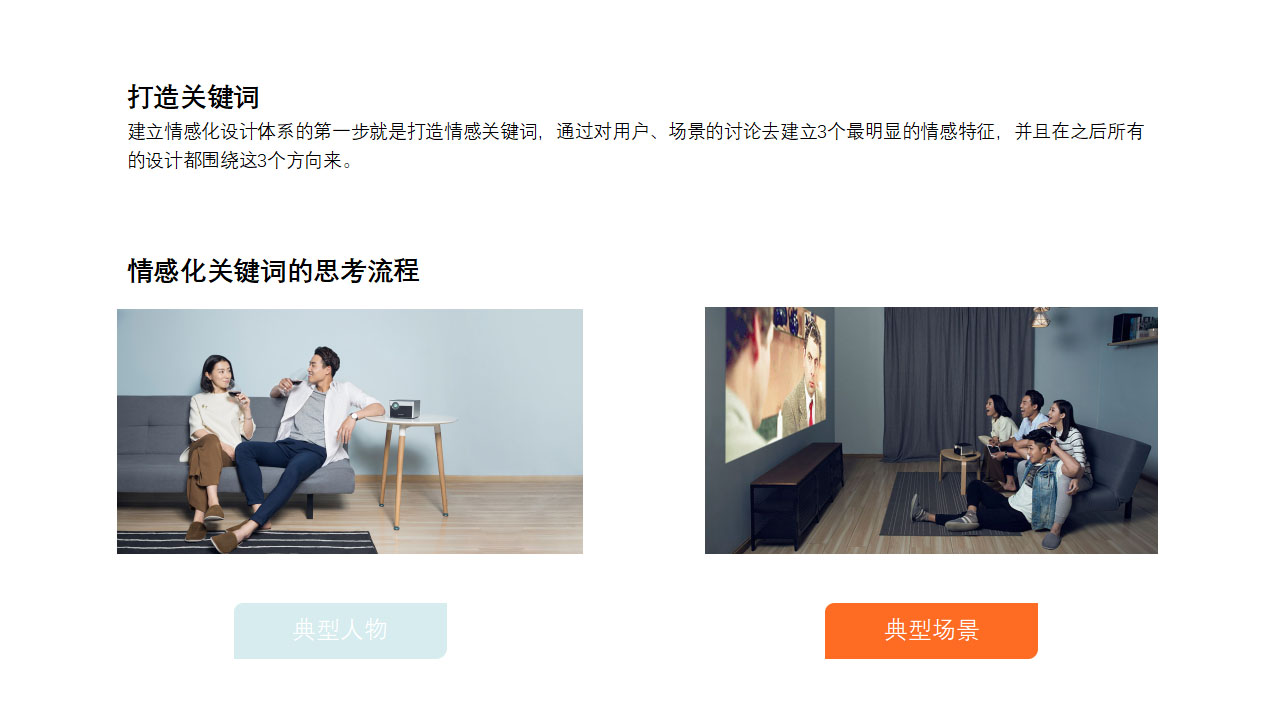 打造关键词
建立情感化设计体系的第一步就是打造情感关键词，通过对用户、场景的讨论去建立3个最明显的情感特征，并且在之后所有
的设计都围绕这3个方向来。
情感化关键词的思考流程
典型人物
典型场景